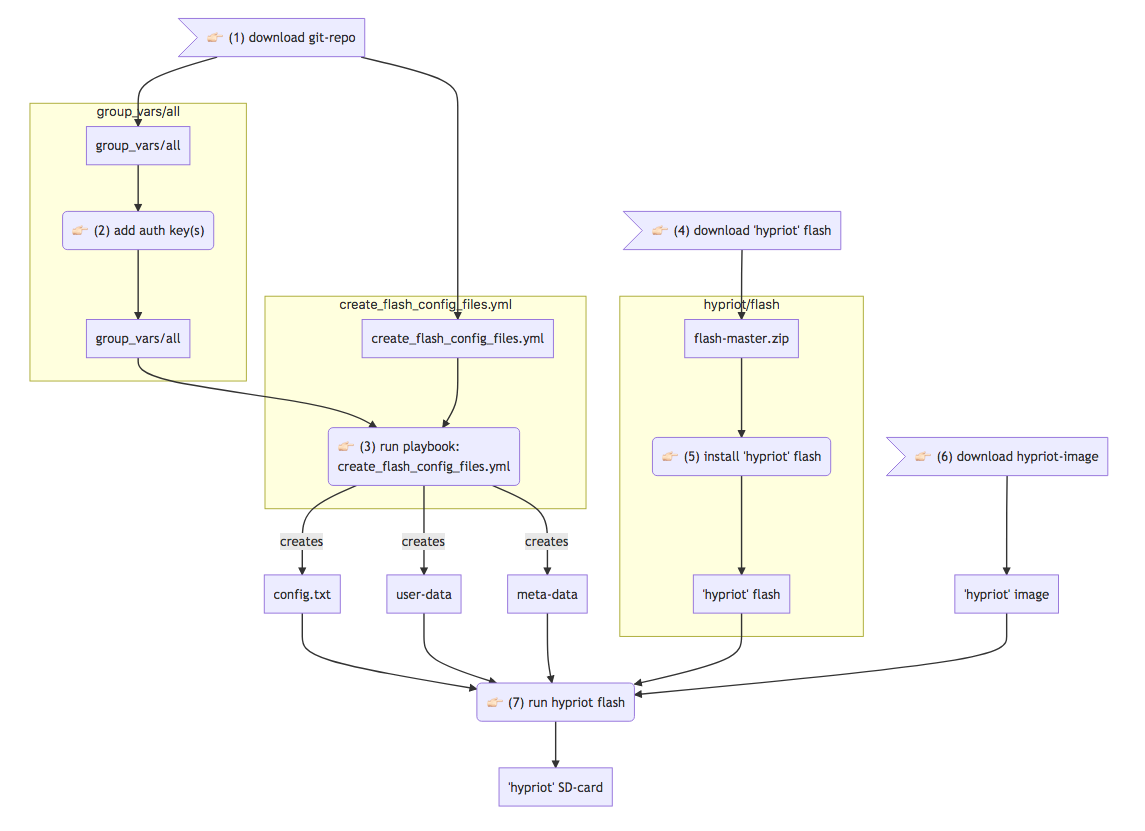 👉🏻 (1) download git-repo
group_vars/all
group_vars/all
👉🏻 (2) add auth key(s)
group_vars/all
create_flash_config_files.yml
create_flash_config_files.yml
👉🏻 (3) run playbook:
create_flash_config_files.yml
creates
creates
creates
config.txt
user-data
meta-data
👉🏻 (4) download 'hypriot' flash
hypriot/flash
flash-master.zip
👉🏻 (5) install 'hypriot' flash
'hypriot' flash
👉🏻 (6) download hypriot-image
'hypriot' image
👉🏻 (7) run hypriot flash
'hypriot' SD-card